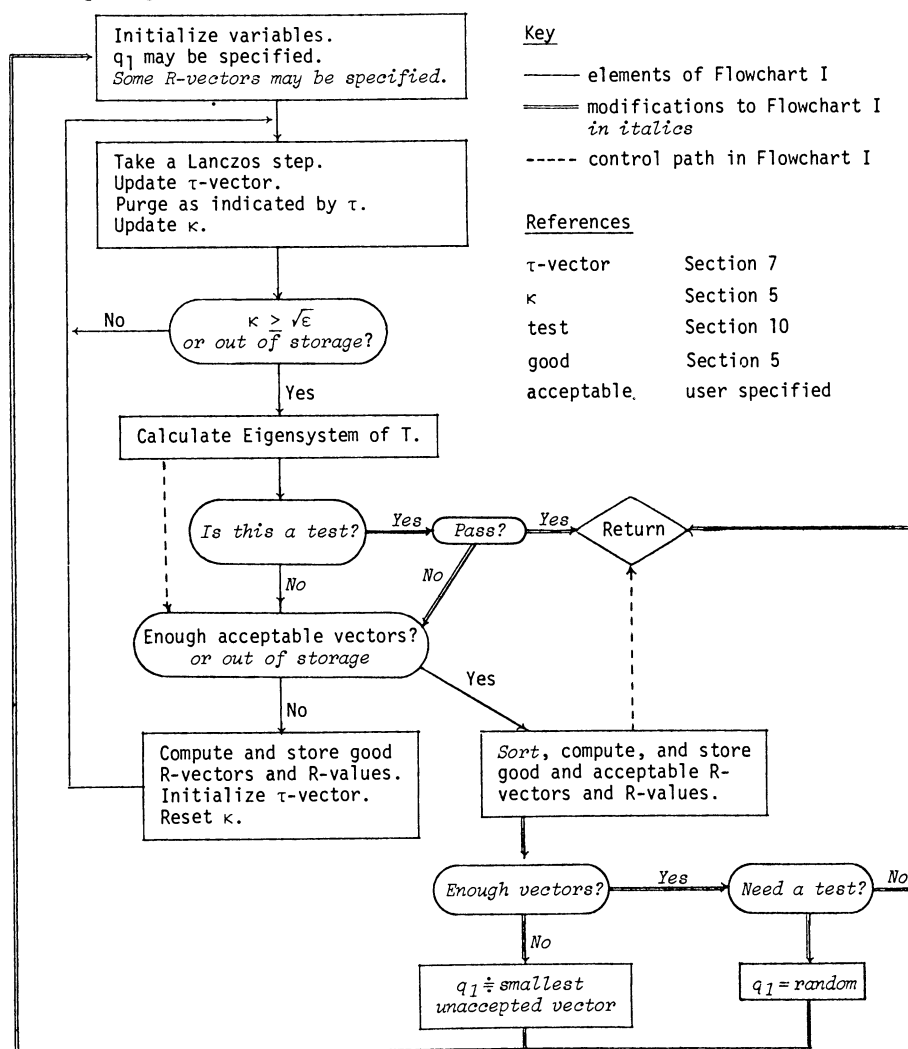 Initialize variables.
q1 may be specified.
Some R-vectors may be specified.
Key
elements of Flowchart I
modifications to Flowchart I
in italics
control path in Flowchart I
Take a Lanczos step.
Update τ-vector.
Purge as indicated by τ.
Update κ.
References
τ-vector Section 7
κ Section 5
test Section 10
good Section 5
acceptable. user specified
No
κ ≥ √ε
or out of storage?
Yes
Calculate Eigensystem of T.
Is this a test?
Yes
Pass?
Yes
Return
No
No
Enough acceptable vectors?
or out of storage
Yes
No
Compute and store good
R-vectors and R-values.
Initialize τ-vector.
Reset κ.
Sort, compute, and store
good and acceptable R-
vectors and R-values.
Enough vectors?
Yes
Need a test?
No
No
q1 ≑ smallest
unaccepted vector
q1 = random